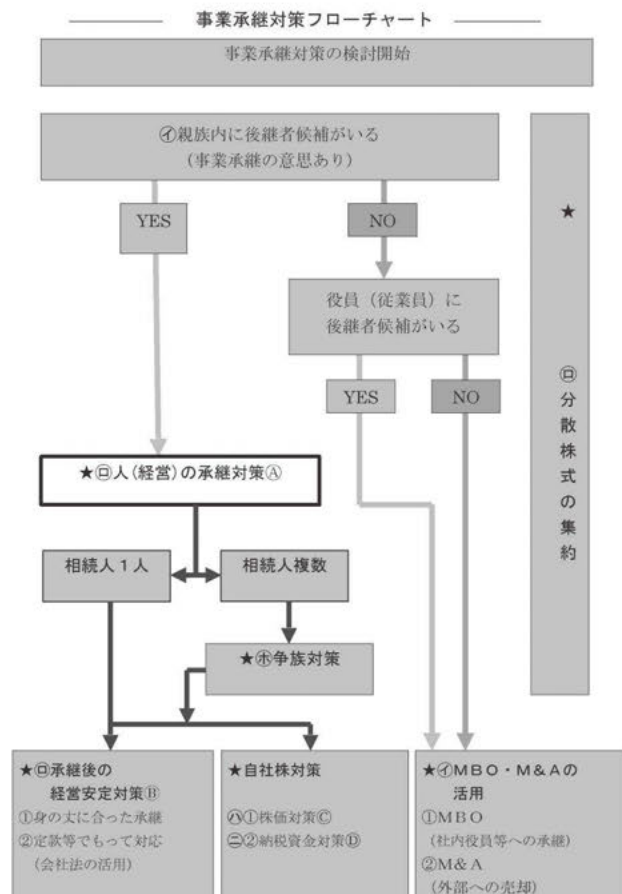 事業承継対策フローチャート
事業承継対策の検討開始
㋑親族内に後継者候補がいる
(事業承継の意思あり)
YES
NO
役員(従業員)に
後継者候補がいる
YES
NO
★㋺人(経営)の承継対策Ⓐ
相続人1人
相続人複数
★㋭争族対策
★㋺承継後の
経営安定対策Ⓑ
①身の丈に合った承継
②定款等でもって対応
(会社法の活用)
★自社株対策
㋩①株価対策Ⓒ
㋥②納税資金対策Ⓓ
★㋑MBO・M&Aの
活用
①MBO
(社内役員等への承継)
②M&A
(外部への売却)
★
㋺分散株式の集約